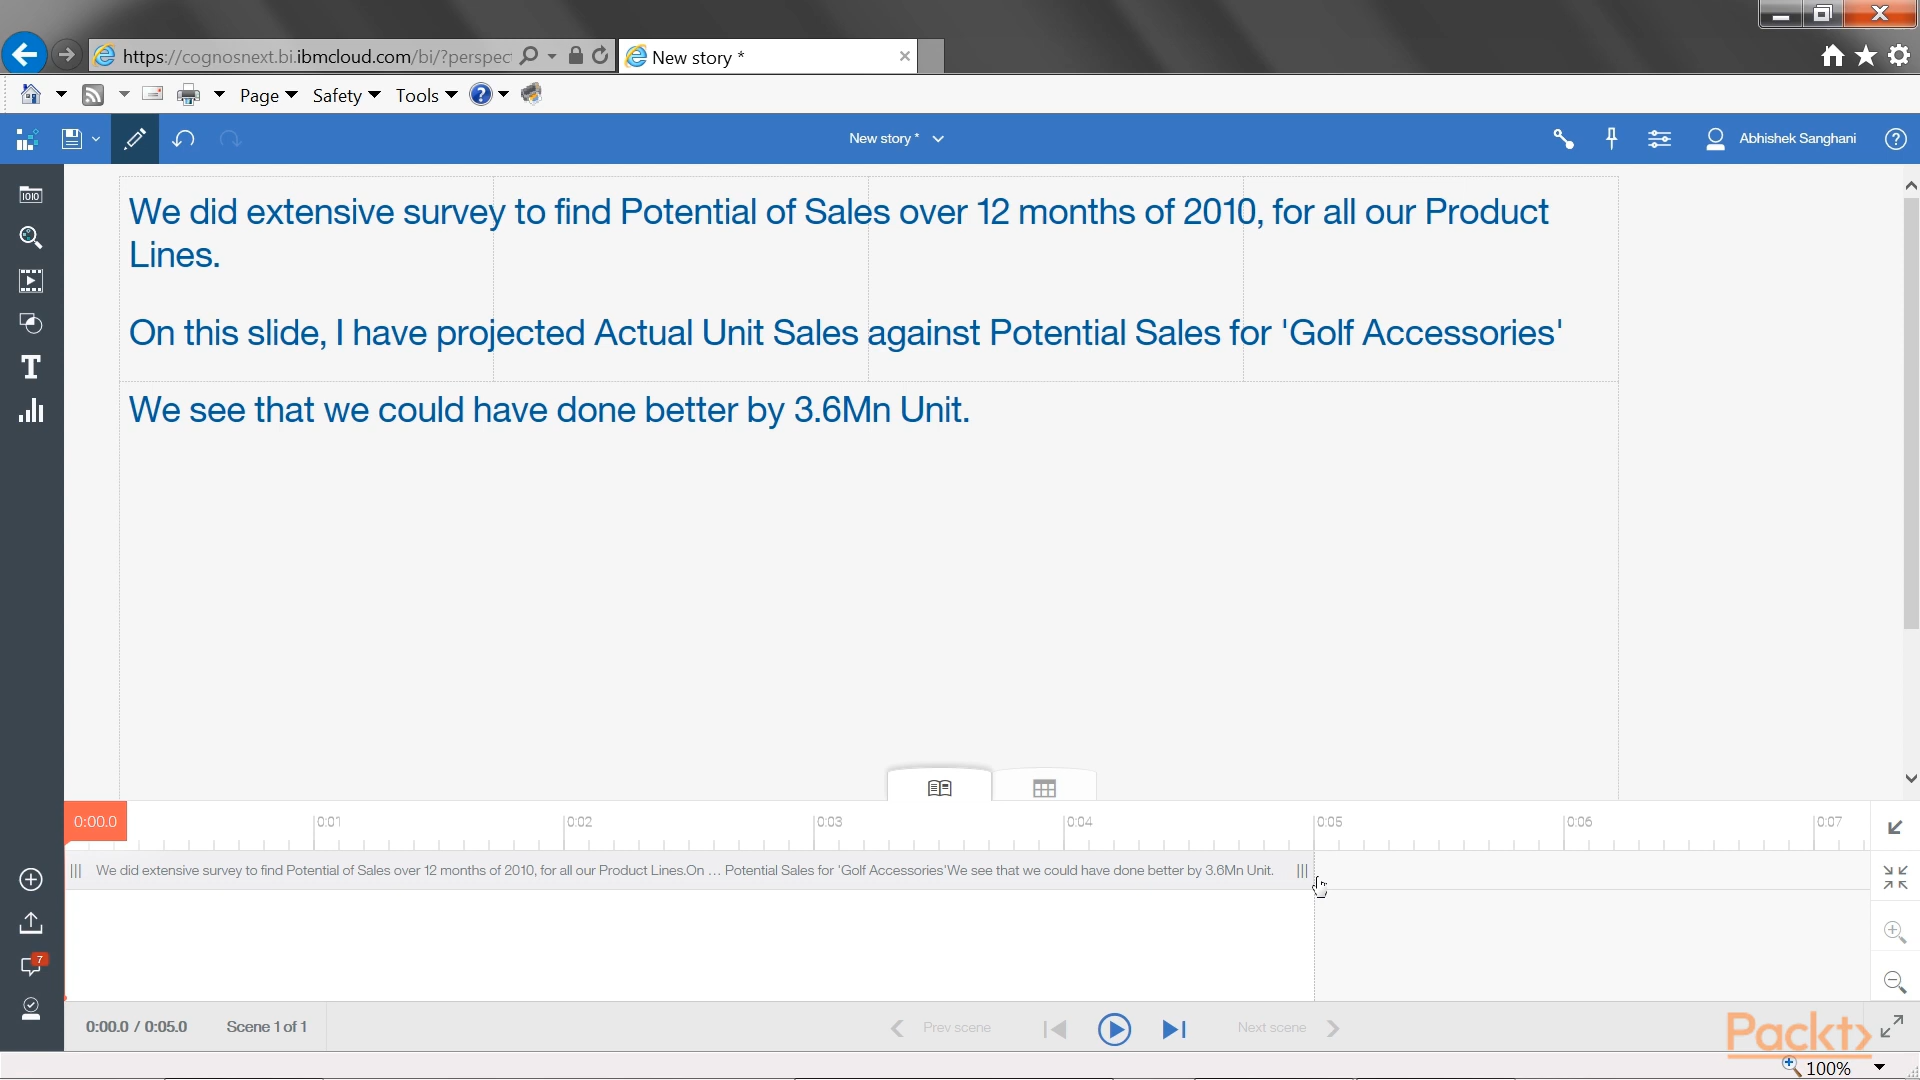 https://cognosnext.bi.ibmcloud.com/bi/?perspec
New story *
Page
Safety
Tools
New story *
Abhishek Sanghani
We did extensive survey to find Potential of Sales over 12 months of 2010, for all our Product
Lines.
On this slide, I have projected Actual Unit Sales against Potential Sales for 'Golf Accessories'
We see that we could have done better by 3.6Mn Unit.
0:00.0
0:01
0:02
0:03
0:04
0:05
0:06
0:07
We did extensive survey to find Potential of Sales over 12 months of 2010, for all our Product Lines.On ... Potential Sales for 'Golf Accessories'We see that we could have done better by 3.6Mn Unit.
7
0:00.0 / 0:05.0
Scene 1 of 1
Prev scene
Next scene
Packt>
100%